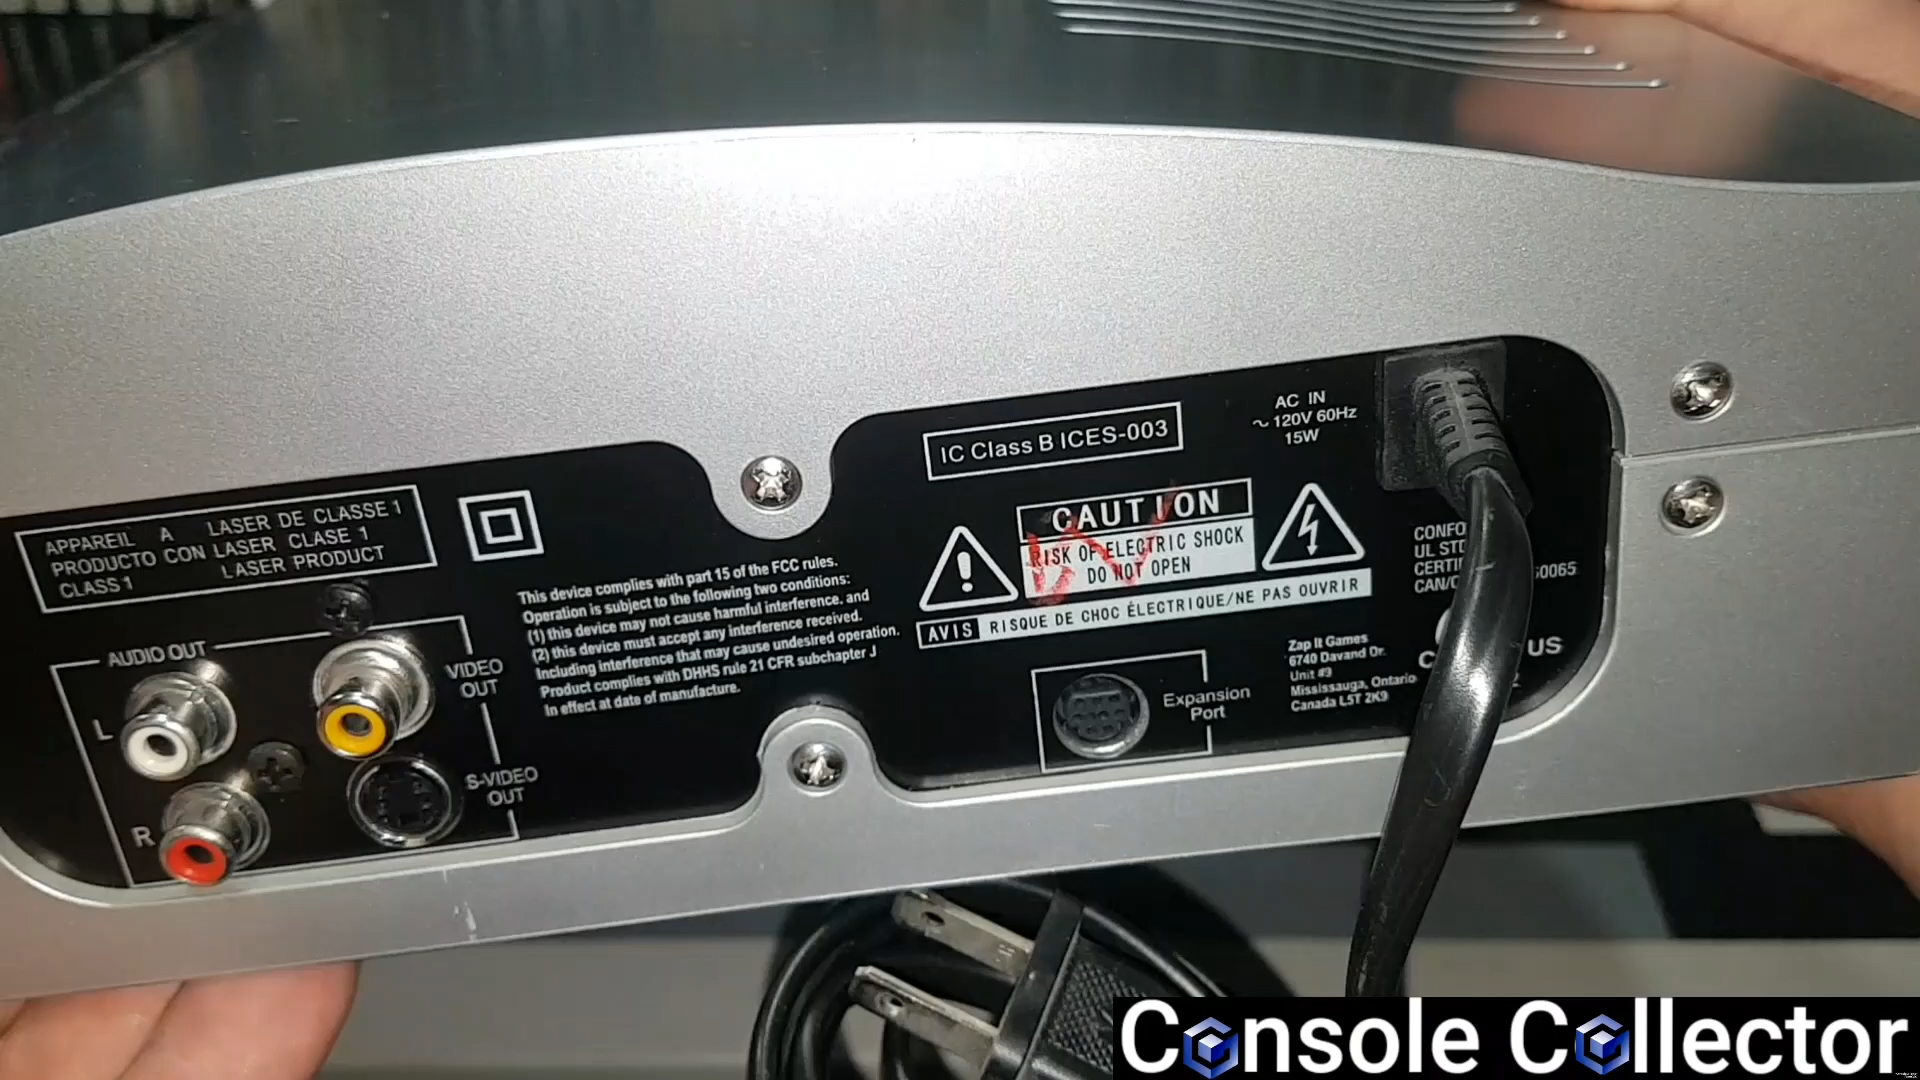 APPAREIL A LASER DE CLASSE 1
PRODUCTO CON LASER CLASE 1
CLASS 1 LASER PRODUCT
AUDIO OUT
L
R
VIDEO
OUT
S-VIDEO
OUT
This device complies with part 15 of the FCC rules.
Operation is subject to the following two conditions:
(1) this device may not cause harmful interference, and
(2) this device must accept any interference received.
Including interference that may cause undesired operation.
Product complies with DHHS rule 21 CFR subchapter J
In effect at date of manufacture.
IC Class B ICES-003
CAUTION
RISK OF ELECTRIC SHOCK
DO NOT OPEN
AVIS RISQUE DE CHOC ÉLECTRIQUE/NE PAS OUVRIR
Expansion
Port
AC IN
~ 120V 60Hz
15W
UL STD
60065
US
Zap It Games
6740 Davand Dr.
Unit #9
Mississauga, Ontario
Canada L5T 2K9
Console Collector